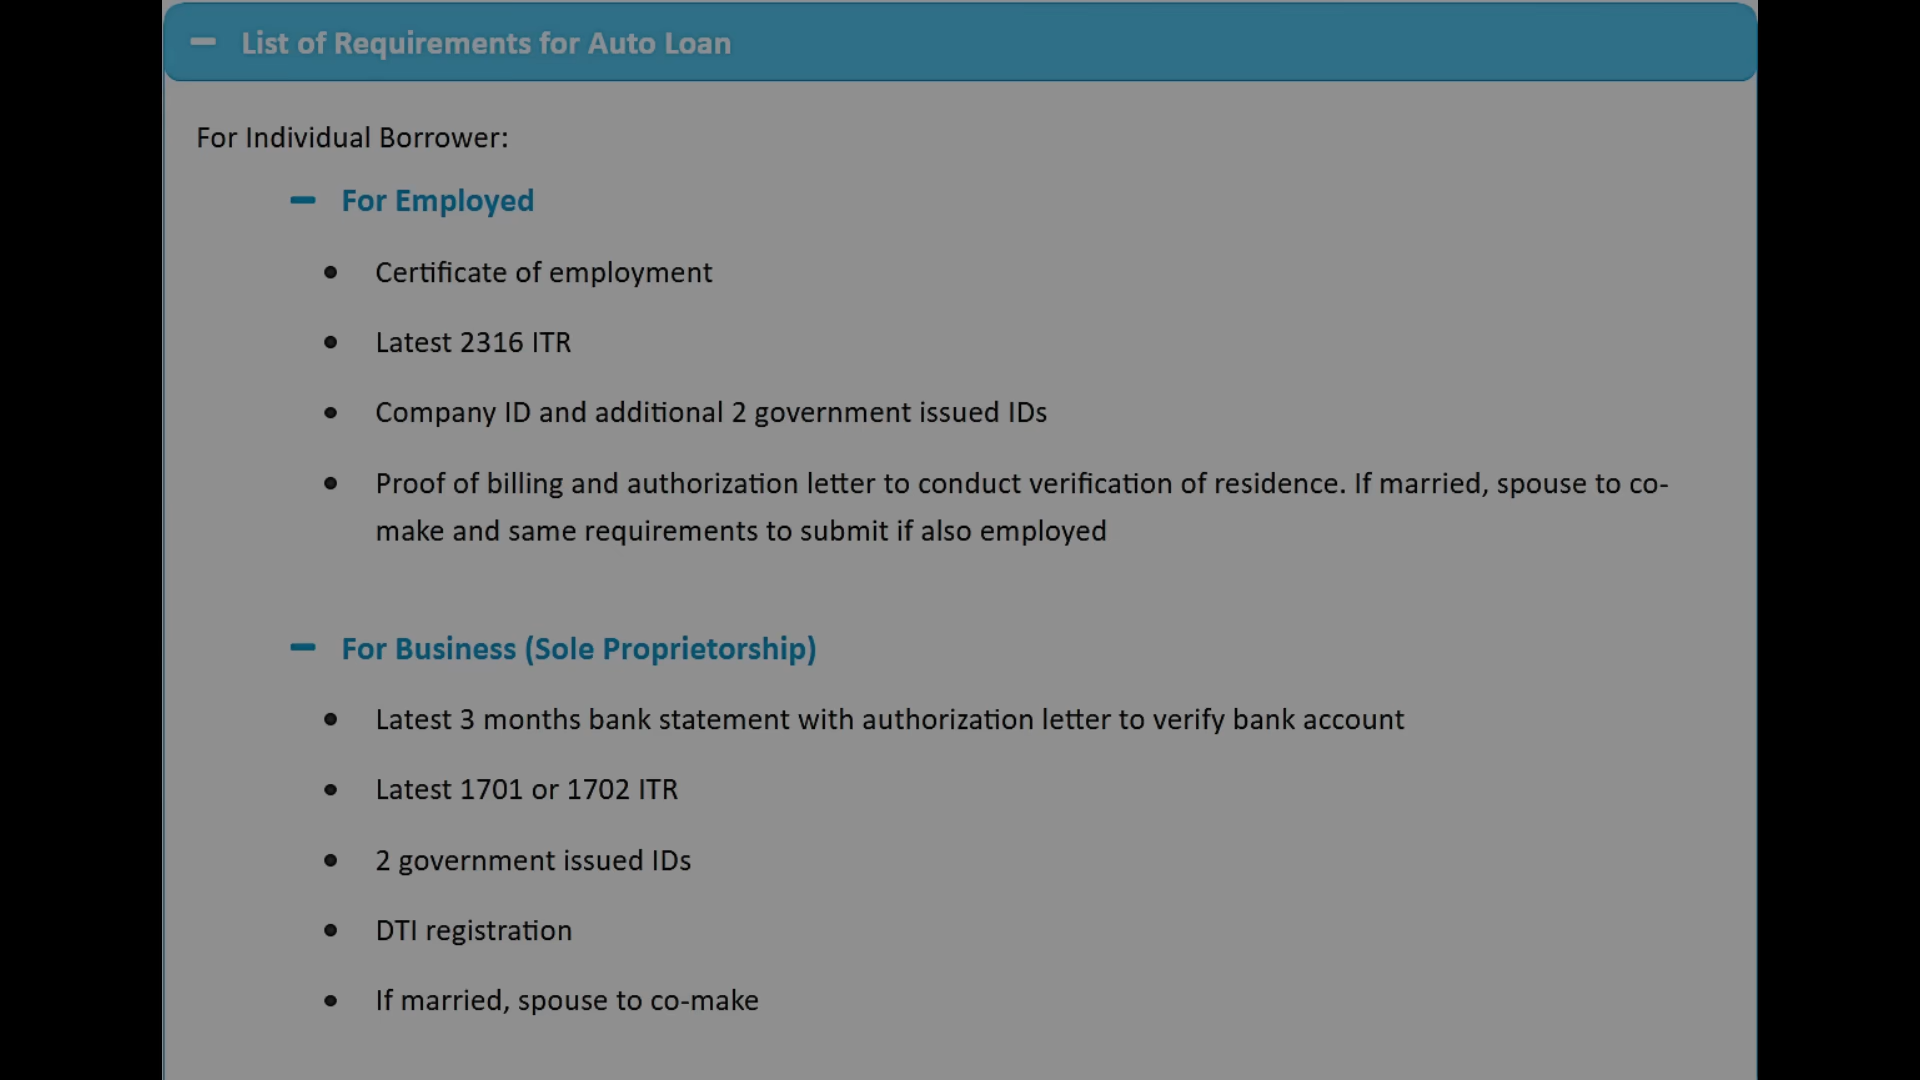 List of Requirements for Auto Loan
For Individual Borrower:
For Employed
Certificate of employment
Latest 2316 ITR
Company ID and additional 2 government issued IDs
Proof of billing and authorization letter to conduct verification of residence. If married, spouse to co-
make and same requirements to submit if also employed
For Business (Sole Proprietorship)
Latest 3 months bank statement with authorization letter to verify bank account
Latest 1701 or 1702 ITR
2 government issued IDs
DTI registration
If married, spouse to co-make